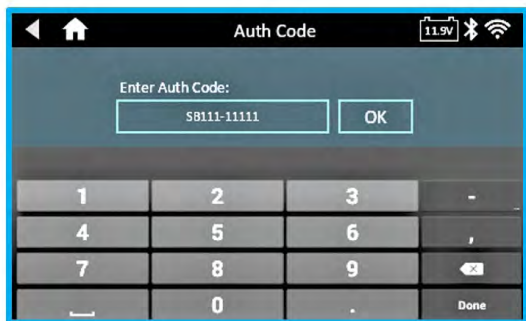 Auth Code
11.9V
Enter Auth Code:
SB111-11111
OK
1 2 3 -
4 5 6 ,
7 8 9
0 . Done